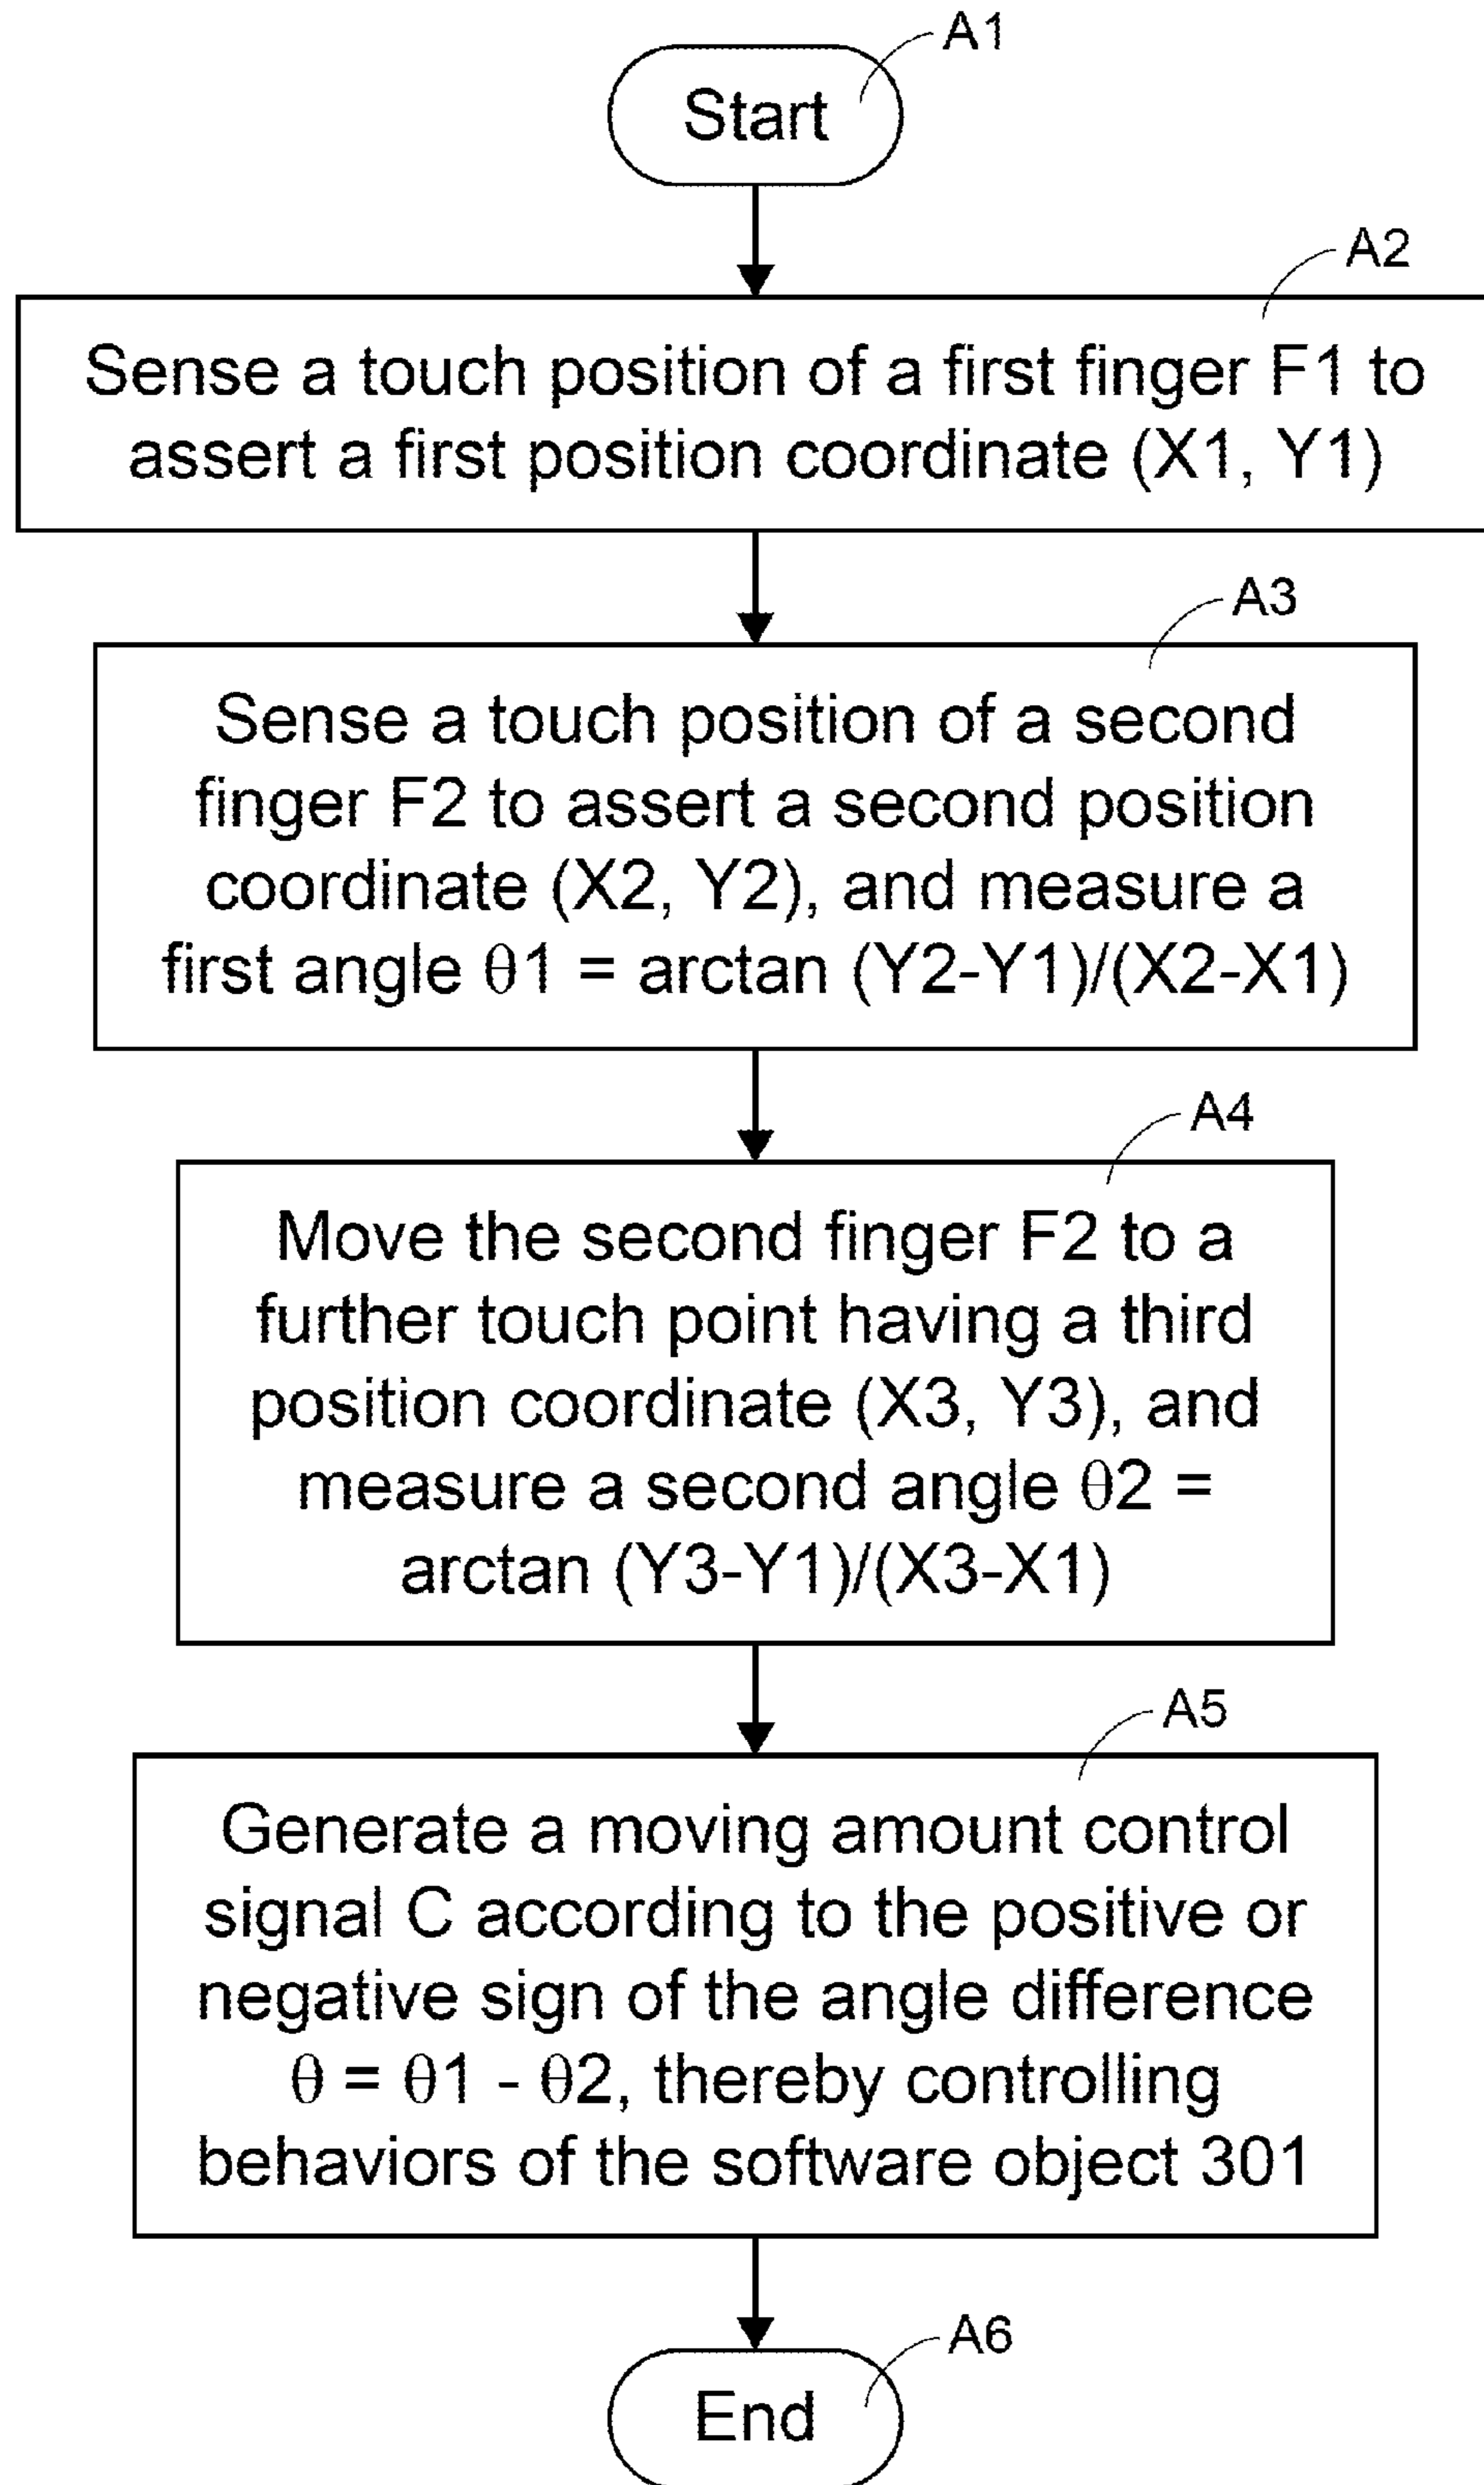 A1
Start
A2
Sense a touch position of a first finger F1 to
assert a first position coordinate (X1, Y1)
A3
Sense a touch position of a second
finger F2 to assert a second position
coordinate (X2, Y2), and measure a
first angle θ1 = arctan (Y2-Y1)/(X2-X1)
A4
Move the second finger F2 to a
further touch point having a third
position coordinate (X3, Y3), and
measure a second angle θ2 =
arctan (Y3-Y1)/(X3-X1)
A5
Generate a moving amount control
signal C according to the positive or
negative sign of the angle difference
θ = θ1 - θ2, thereby controlling
behaviors of the software object 301
A6
End